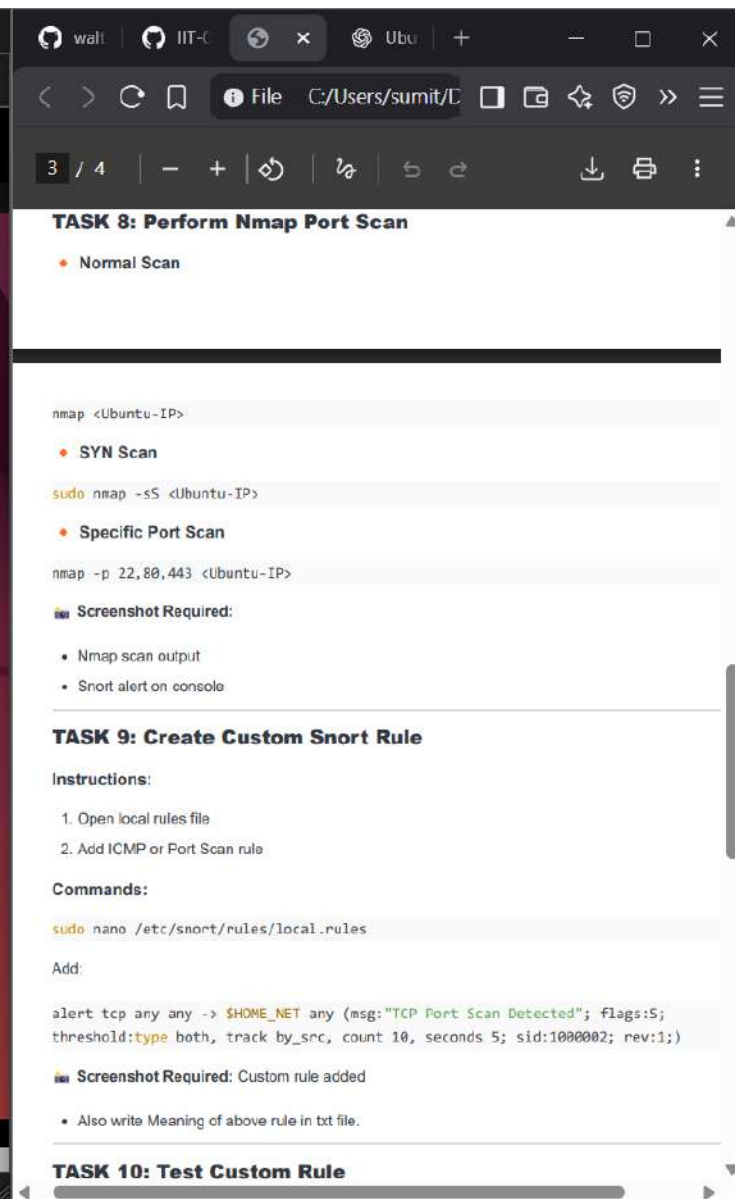 walt
IIT-C
Ubu
File C:/Users/sumit/D
3 / 4
TASK 8: Perform Nmap Port Scan
Normal Scan
nmap <Ubuntu-IP>
SYN Scan
sudo nmap -sS <Ubuntu-IP>
Specific Port Scan
nmap -p 22,80,443 <Ubuntu-IP>
Screenshot Required:
• Nmap scan output
• Snort alert on console
TASK 9: Create Custom Snort Rule
Instructions:
1. Open local rules file
2. Add ICMP or Port Scan rule
Commands:
sudo nano /etc/snort/rules/local.rules
Add:
alert tcp any any -> $HOME_NET any (msg:"TCP Port Scan Detected"; flags:S;
threshold:type both, track by_src, count 10, seconds 5; sid:1000002; rev:1;)
Screenshot Required: Custom rule added
• Also write Meaning of above rule in txt file.
TASK 10: Test Custom Rule